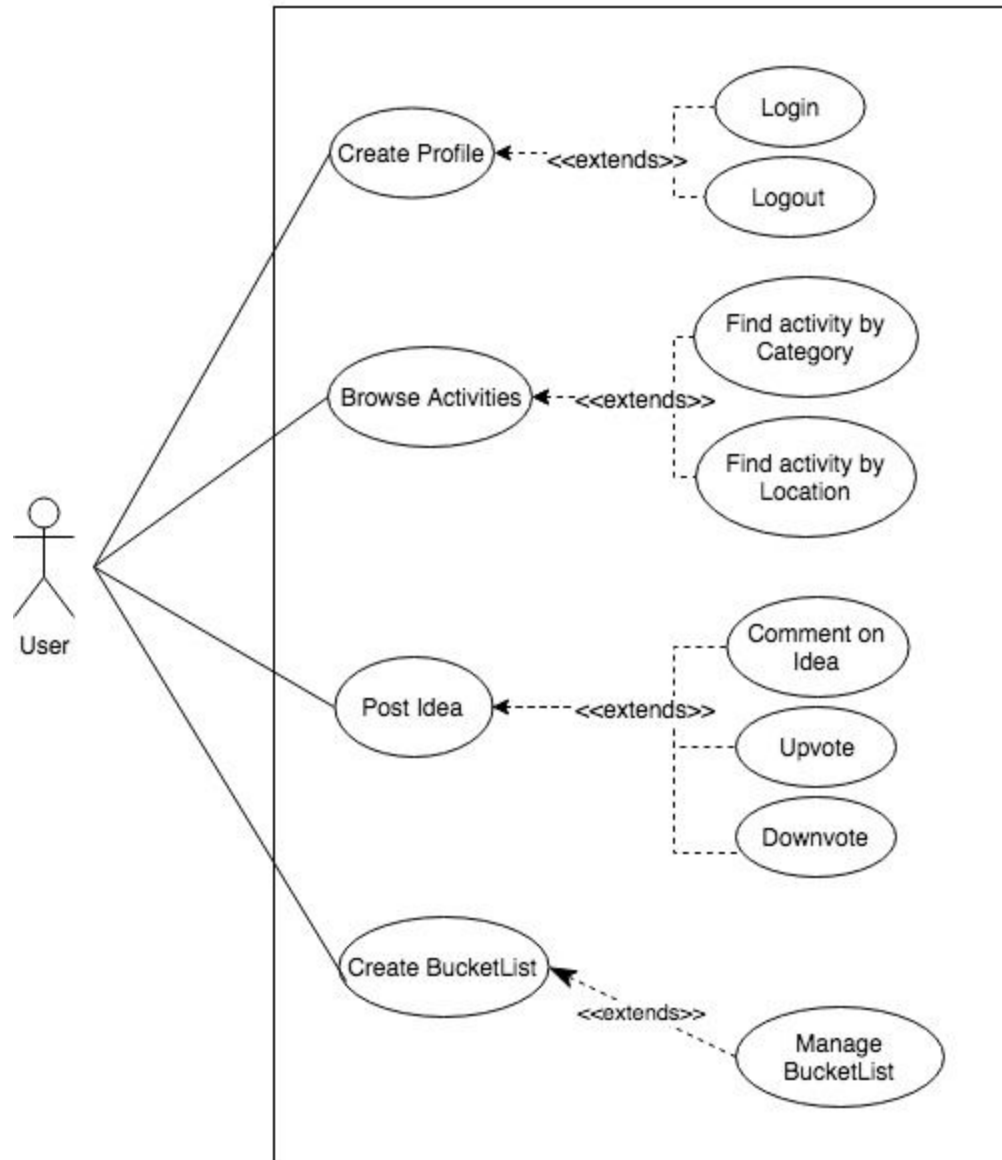 Login
Create Profile
<<extends>>
Logout
Find activity by
Category
Browse Activities
<<extends>>
Find activity by
Location
User
Comment on
Idea
Post Idea
<<extends>>
Upvote
Downvote
Create BucketList
<<extends>>
Manage
BucketList